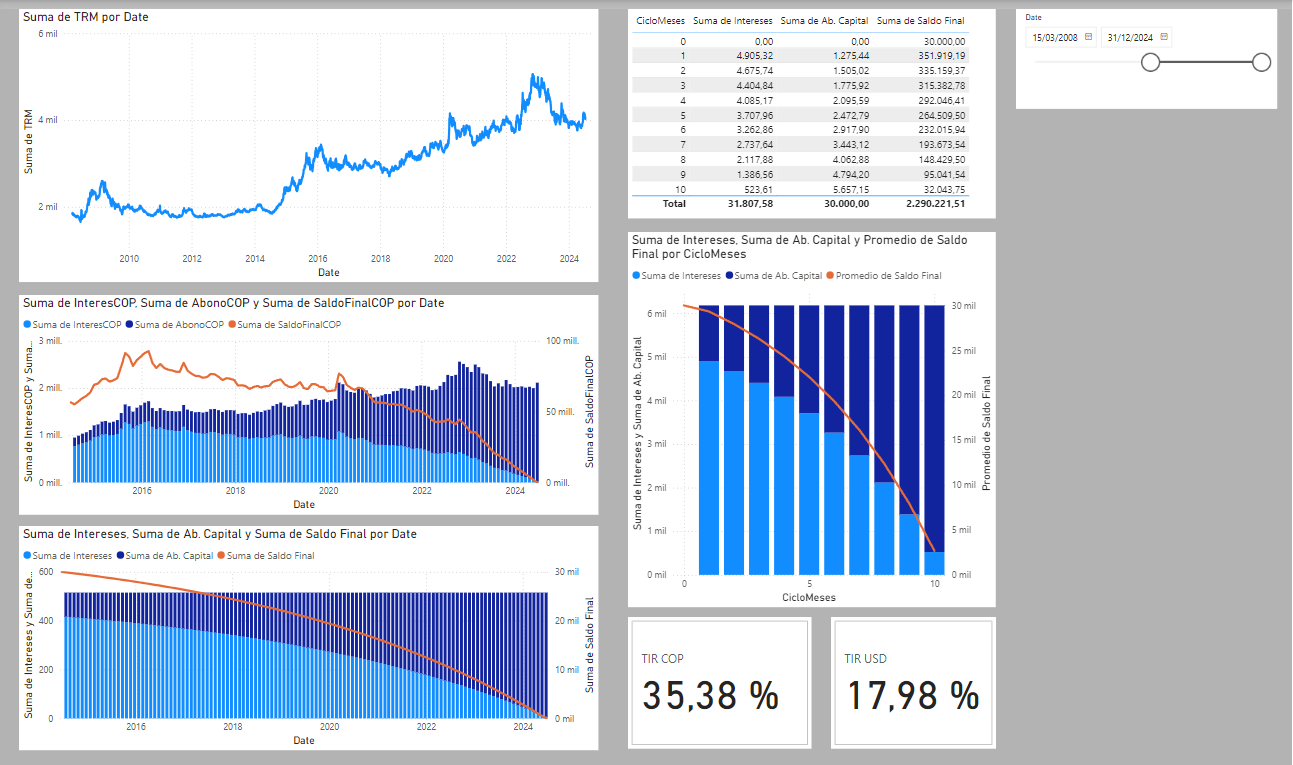 Suma de TRM por Date
6 mil
4 mil
2 mil
Suma de TRM
2010 2012 2014 2016 2018 2020 2022 2024
Date
Suma de InteresCOP, Suma de AbonoCOP y Suma de SaldoFinalCOP por Date
Suma de InteresCOP Suma de AbonoCOP Suma de SaldoFinalCOP
3 mill.
2 mill.
1 mill.
0 mill.
Suma de InteresCOP y Suma...
100 mill.
50 mill.
0 mill.
Suma de SaldoFinalCOP
2016 2018 2020 2022 2024
Date
Suma de Intereses, Suma de Ab. Capital y Suma de Saldo Final por Date
Suma de Intereses Suma de Ab. Capital Suma de Saldo Final
600
400
200
0
Suma de Intereses y Suma de...
30 mil
20 mil
10 mil
0 mil
Suma de Saldo Final
2016 2018 2020 2022 2024
Date
CicloMeses Suma de Intereses Suma de Ab. Capital Suma de Saldo Final
0 0,00 0,00 30.000,00
1 4.905,32 1.275,44 351.919,19
2 4.675,74 1.505,02 335.159,37
3 4.404,84 1.775,92 315.382,78
4 4.085,17 2.095,59 292.046,41
5 3.707,96 2.472,79 264.509,50
6 3.262,86 2.917,90 232.015,94
7 2.737,64 3.443,12 193.673,54
8 2.117,88 4.062,88 148.429,50
9 1.386,56 4.794,20 95.041,54
10 523,61 5.657,15 32.043,75
Total 31.807,58 30.000,00 2.290.221,51
Suma de Intereses, Suma de Ab. Capital y Promedio de Saldo
Final por CicloMeses
Suma de Intereses Suma de Ab. Capital Promedio de Saldo Final
6 mil
5 mil
4 mil
3 mil
2 mil
1 mil
0 mil
Suma de Intereses y Suma de Ab. Capital
30 mil
25 mil
20 mil
15 mil
10 mil
5 mil
0 mil
Promedio de Saldo Final
0 5 10
CicloMeses
TIR COP
35,38 %
TIR USD
17,98 %
Date
15/03/2008 31/12/2024